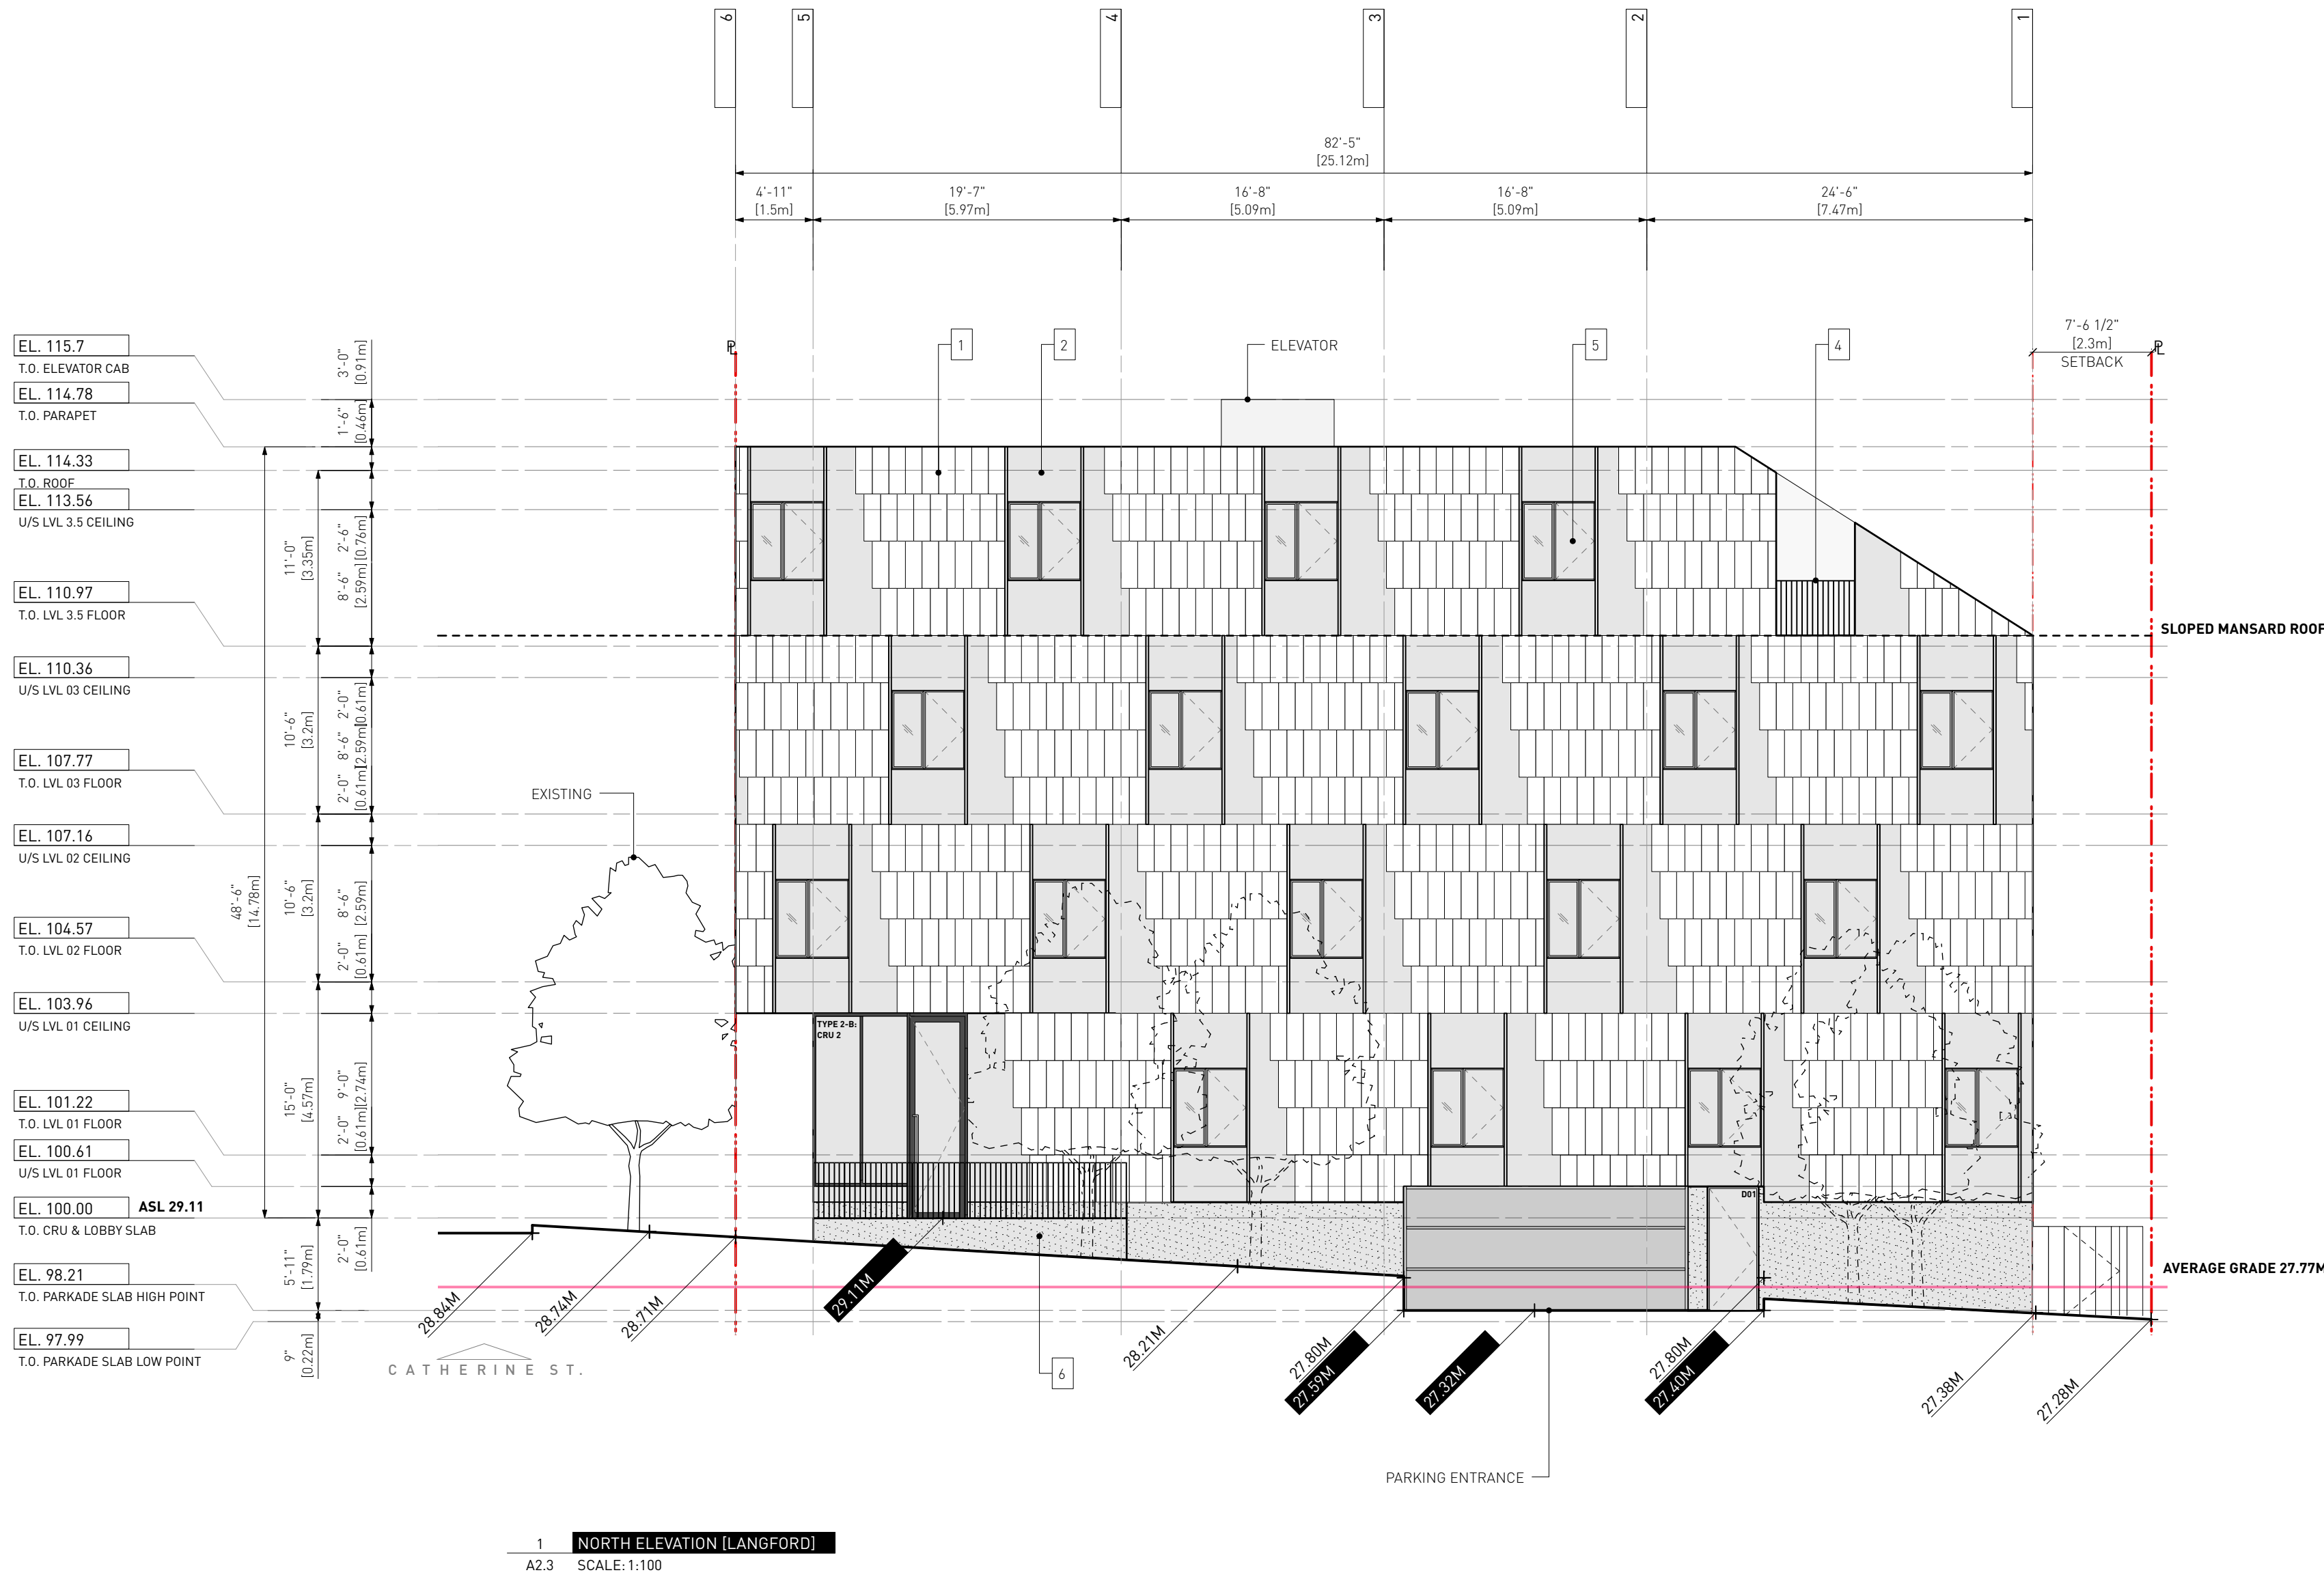 6
5
4
3
2
1
82'-5"
[25.12m]
4'-11"
[1.5m]
19'-7"
[5.97m]
16'-8"
[5.09m]
16'-8"
[5.09m]
24'-6"
[7.47m]
7'-6 1/2"
[2.3m]
SETBACK
PL
PL
1
2
ELEVATOR
5
4
EL. 115.7
T.O. ELEVATOR CAB
EL. 114.78
T.O. PARAPET
EL. 114.33
T.O. ROOF
EL. 113.56
U/S LVL 3.5 CEILING
EL. 110.97
T.O. LVL 3.5 FLOOR
EL. 110.36
U/S LVL 03 CEILING
EL. 107.77
T.O. LVL 03 FLOOR
EL. 107.16
U/S LVL 02 CEILING
EL. 104.57
T.O. LVL 02 FLOOR
EL. 103.96
U/S LVL 01 CEILING
EL. 101.22
T.O. LVL 01 FLOOR
EL. 100.61
U/S LVL 01 FLOOR
EL. 100.00 ASL 29.11
T.O. CRU & LOBBY SLAB
EL. 98.21
T.O. PARKADE SLAB HIGH POINT
EL. 97.99
T.O. PARKADE SLAB LOW POINT
48'-6"
[14.78m]
11'-0"
[3.35m]
10'-6"
[3.2m]
10'-6"
[3.2m]
15'-0"
[4.57m]
5'-11"
[1.79m]
9"
[0.22m]
3'-0"
[0.91m]
1'-6"
[0.46m]
2'-6"
[0.76m]
8'-6"
[2.59m]
2'-0"
[0.61m]
8'-6"
[2.59m]
2'-0"
[0.61m]
8'-6"
[2.59m]
2'-0"
[0.61m]
9'-0"
[2.74m]
2'-0"
[0.61m]
2'-0"
[0.61m]
EXISTING
SLOPED MANSARD ROOF
TYPE 2-B:
CRU 2
D01
AVERAGE GRADE 27.77M
28.84M
28.74M
28.71M
29.11M
28.21M
27.80M
27.59M
27.32M
27.80M
27.40M
27.38M
27.28M
CATHERINE ST.
6
PARKING ENTRANCE
1 NORTH ELEVATION [LANGFORD]
A2.3 SCALE: 1:100